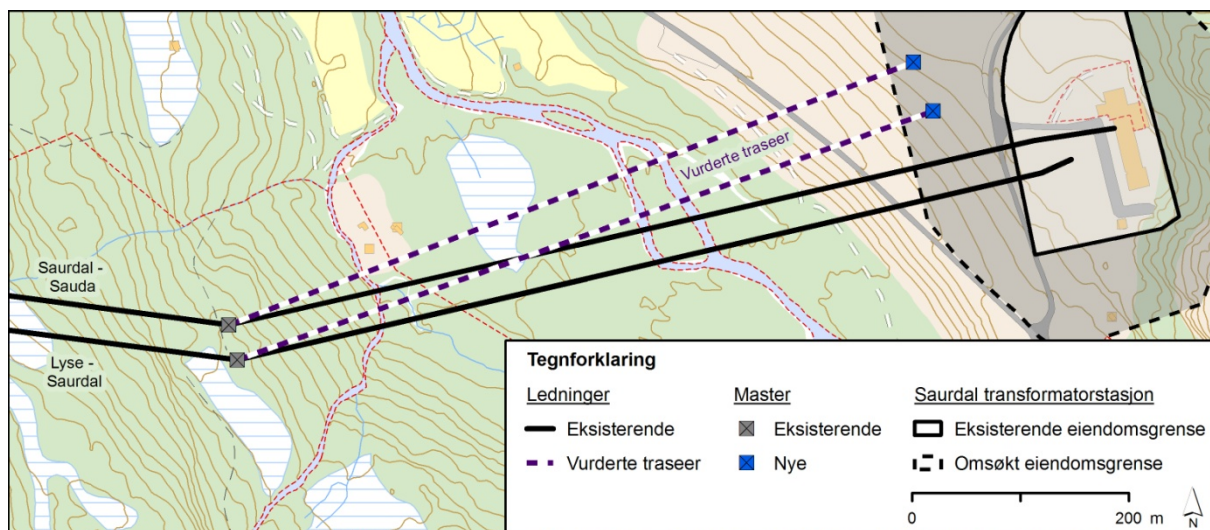 Vurderte traseer
Saurdal -
Sauda
Lyse -
Saurdal
Tegnforklaring
Ledninger
Eksisterende
Vurderte traseer
Master
Eksisterende
Nye
Saurdal transformatorstasjon
Eksisterende eiendomsgrense
Omsøkt eiendomsgrense
0 200 m
N